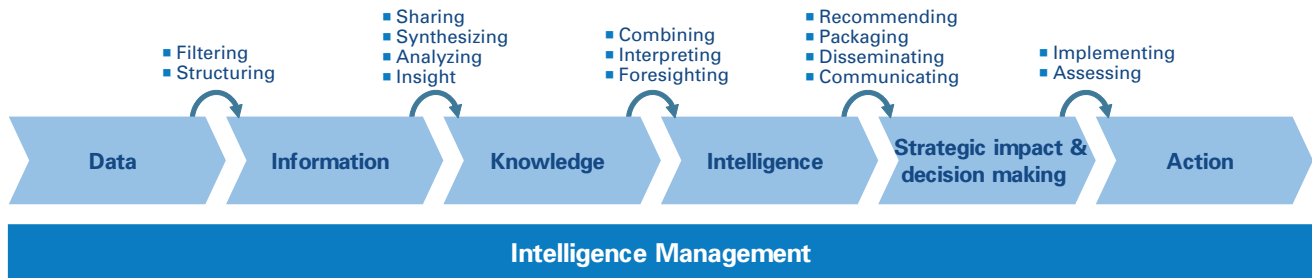 Filtering
Structuring
Sharing
Synthesizing
Analyzing
Insight
Combining
Interpreting
Foresighting
Recommending
Packaging
Disseminating
Communicating
Implementing
Assessing
Data
Information
Knowledge
Intelligence
Strategic impact &
decision making
Action
Intelligence Management